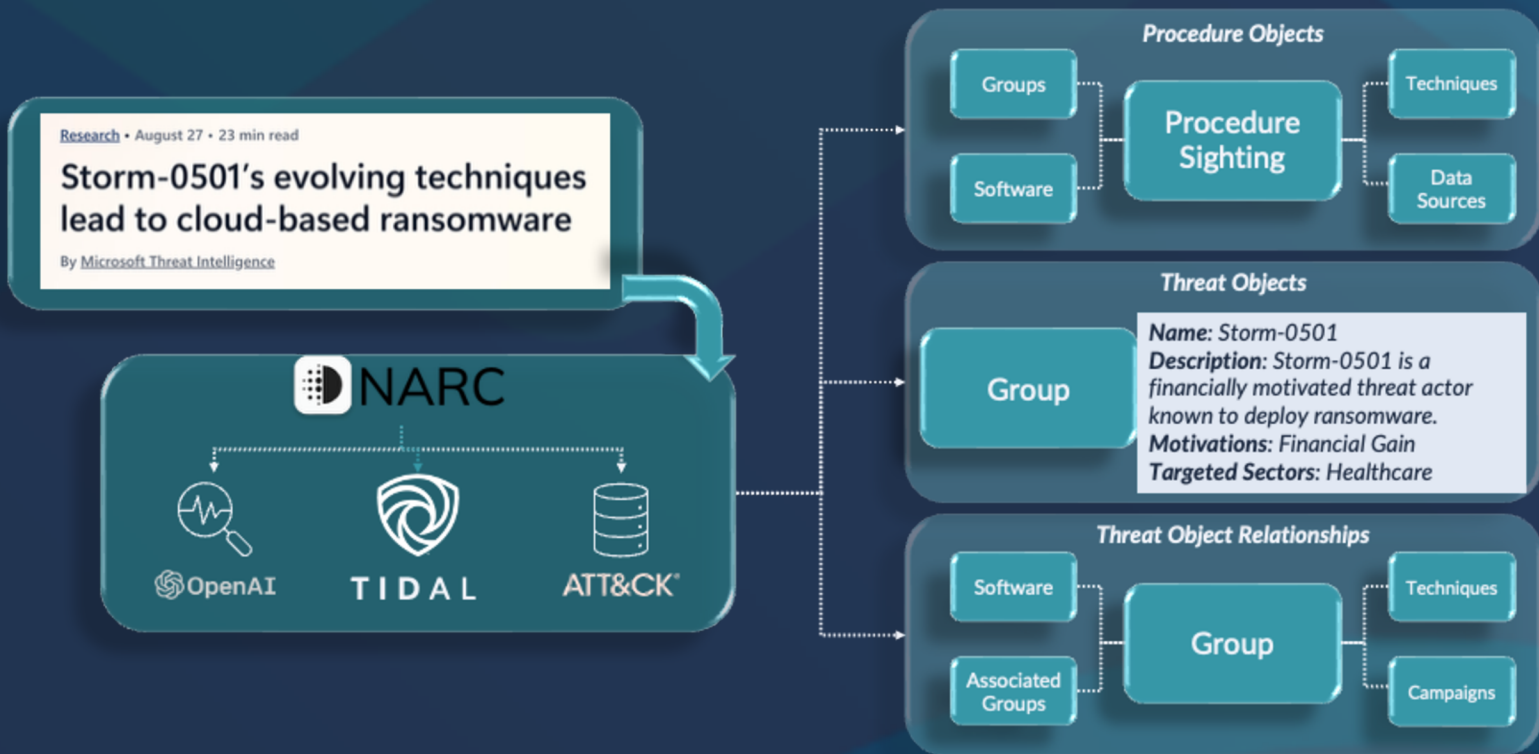 Research • August 27 • 23 min read
Storm-0501's evolving techniques
lead to cloud-based ransomware
By Microsoft Threat Intelligence
NARC
OpenAI
TIDAL
ATT&CK®
Procedure Objects
Groups
Software
Procedure
Sighting
Techniques
Data
Sources
Threat Objects
Group
Name: Storm-0501
Description: Storm-0501 is a
financially motivated threat actor
known to deploy ransomware.
Motivations: Financial Gain
Targeted Sectors: Healthcare
Threat Object Relationships
Software
Associated
Groups
Group
Techniques
Campaigns